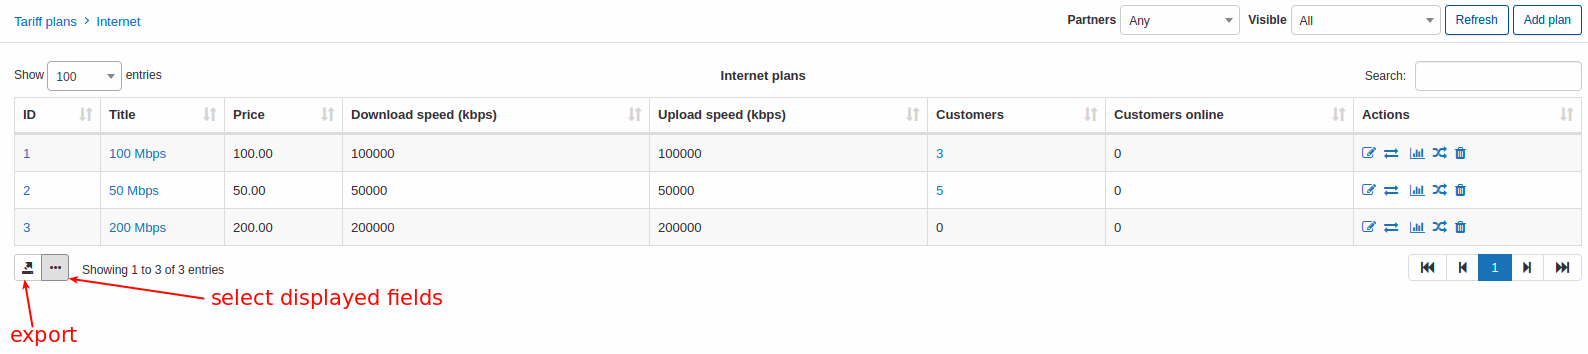 Tariff plans > Internet Partners Any Visible All Refresh Add plan
Show 100 entries Internet plans Search:
ID Title Price Download speed (kbps) Upload speed (kbps) Customers Customers online Actions
1 100 Mbps 100.00 100000 100000 3 0
2 50 Mbps 50.00 50000 50000 5 0
3 200 Mbps 200.00 200000 200000 0 0
Showing 1 to 3 of 3 entries 1
select displayed fields
export